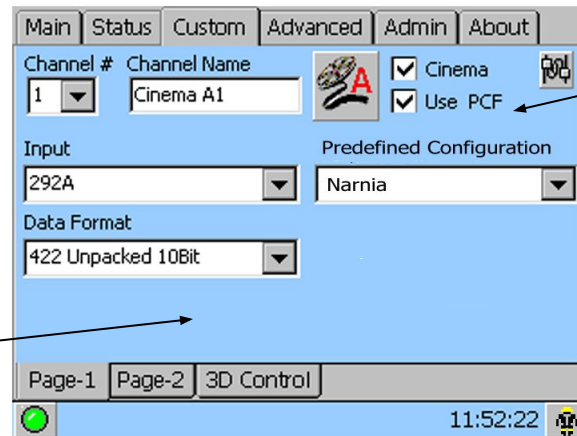 Main Status Custom Advanced Admin About
Channel # Channel Name
1 Cinema A1 A Cinema
Use PCF
Input Predefined Configuration
292A Narnia
Data Format
422 Unpacked 10Bit
Page-1 Page-2 3D Control
11:52:22